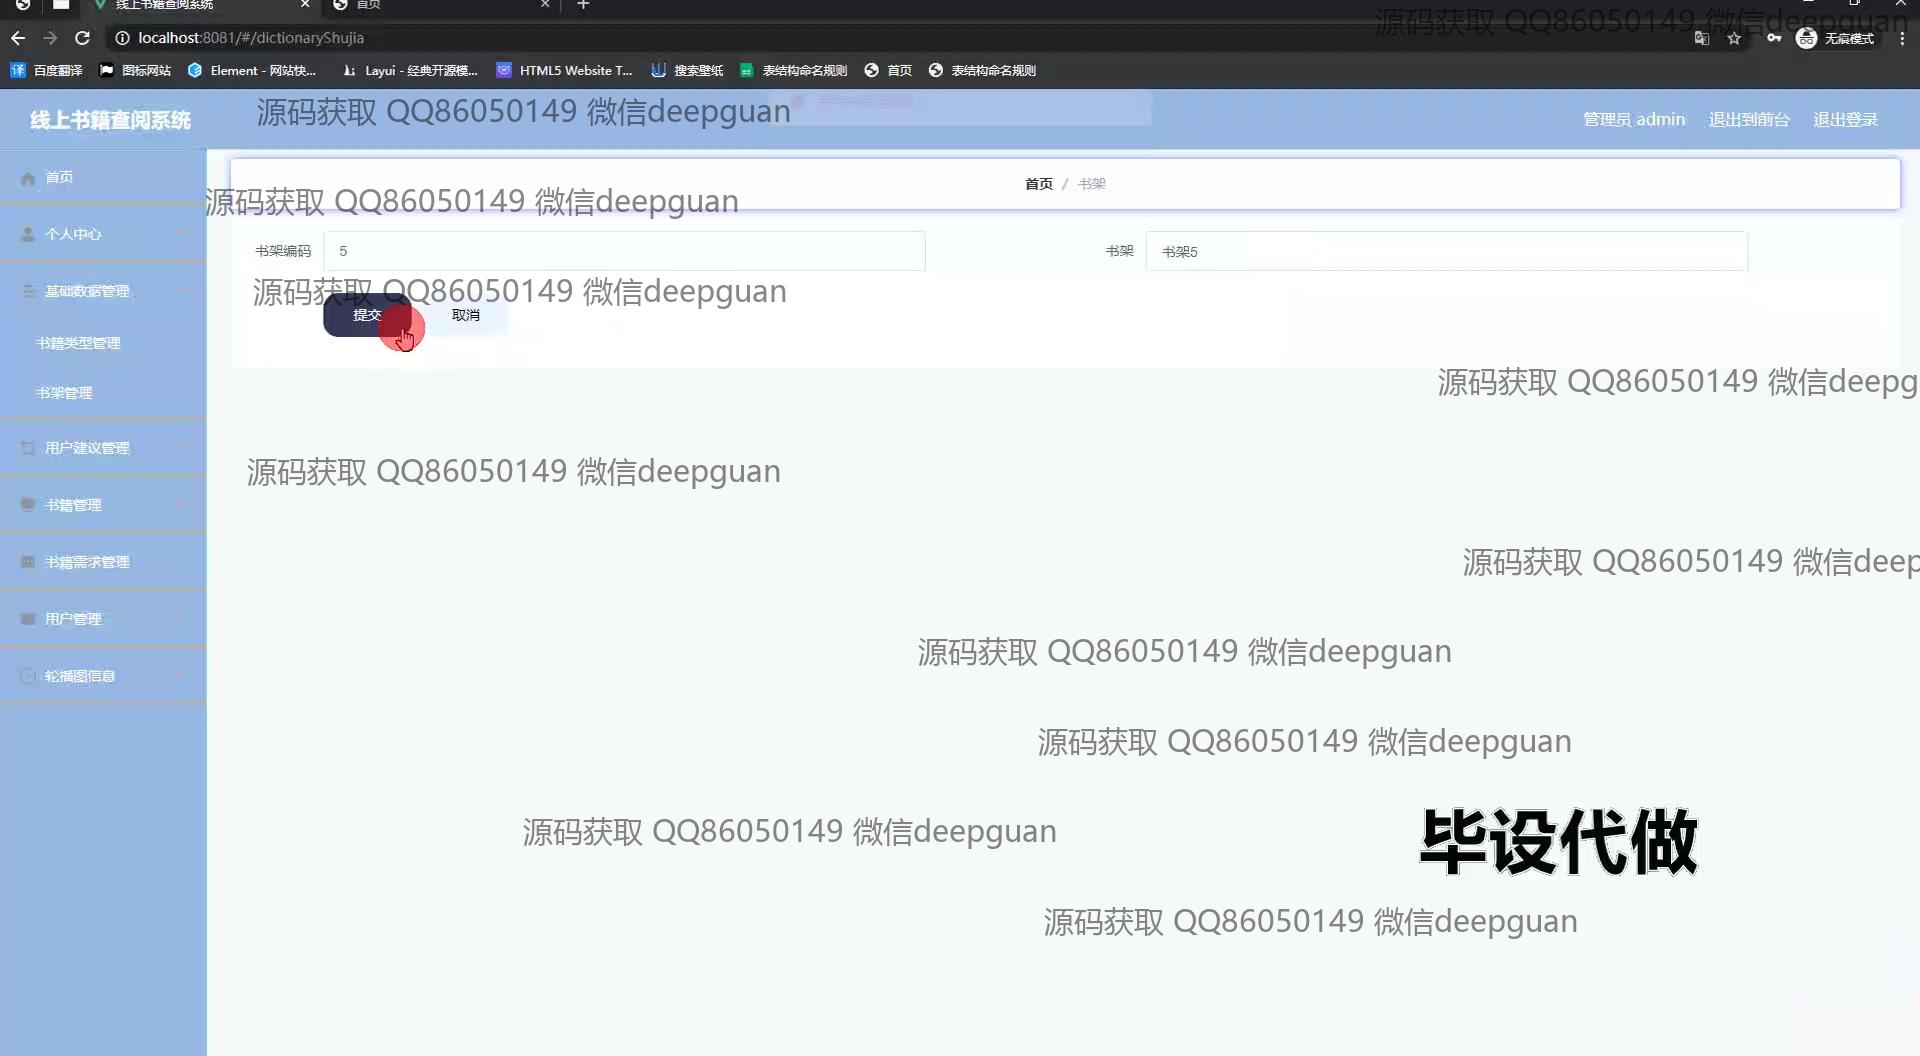 线上书籍查阅系统
首页
localhost:8081/#/dictionaryShujia
无痕模式
百度翻译
图标网站
Element - 网站快...
Layui - 经典开源模...
HTML5 Website T...
搜索壁纸
表结构命名规则
首页
表结构命名规则
源码获取 QQ86050149 微信deepguan
线上书籍查阅系统
源码获取 QQ86050149 微信deepguan
管理员 admin
退出到前台
退出登录
首页
个人中心
基础数据管理
书籍类型管理
书架管理
用户建议管理
书籍管理
书籍需求管理
用户管理
轮播图信息
首页 / 书架
源码获取 QQ86050149 微信deepguan
书架编码 5
书架 书架5
源码获取 QQ86050149 微信deepguan
提交
取消
源码获取 QQ86050149 微信deepg
源码获取 QQ86050149 微信deepguan
源码获取 QQ86050149 微信deep
源码获取 QQ86050149 微信deepguan
源码获取 QQ86050149 微信deepguan
源码获取 QQ86050149 微信deepguan
毕设代做
源码获取 QQ86050149 微信deepguan